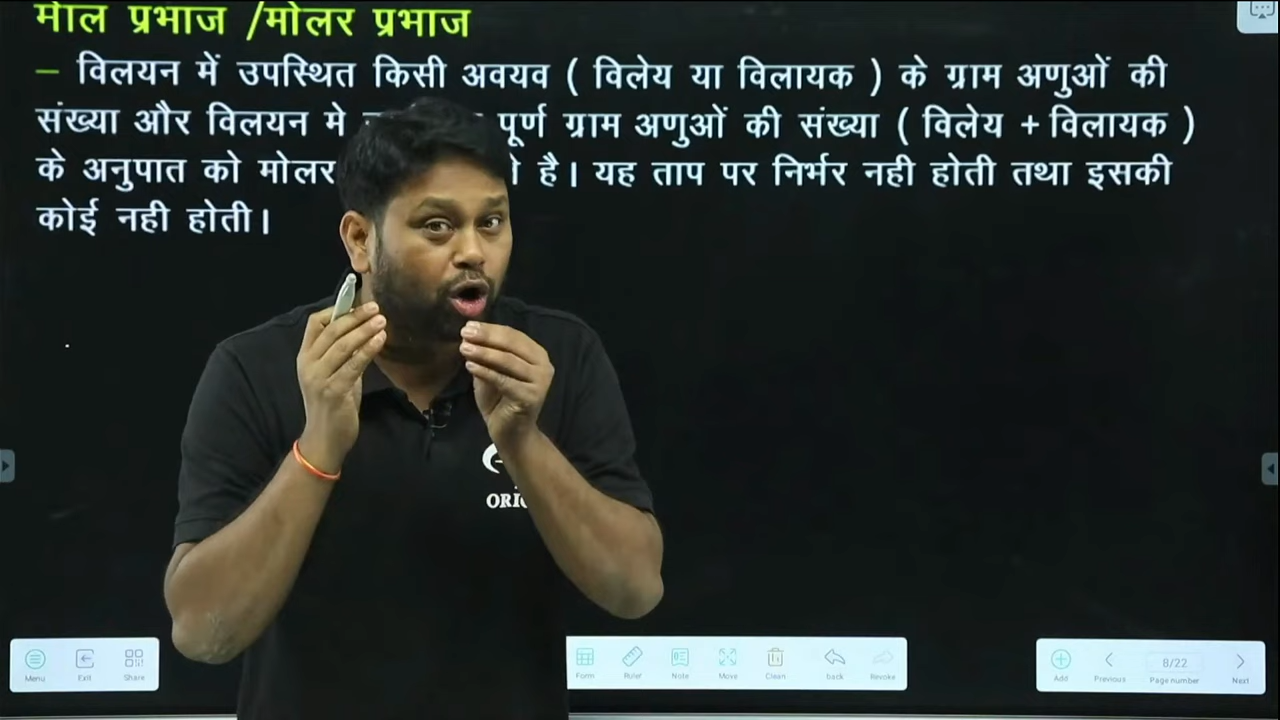 मोल प्रभाज /मोलर प्रभाज
– विलयन में उपस्थित किसी अवयव ( विलेय या विलायक ) के ग्राम अणुओं की
संख्या और विलयन मे पूर्ण ग्राम अणुओं की संख्या ( विलेय + विलायक )
के अनुपात को मोलर है। यह ताप पर निर्भर नही होती तथा इसकी
कोई नही होती।
Menu
Exit
Share
Form
Ruler
Note
Move
Clean
back
Revoke
Add
Previous
8/22
Page number
Next